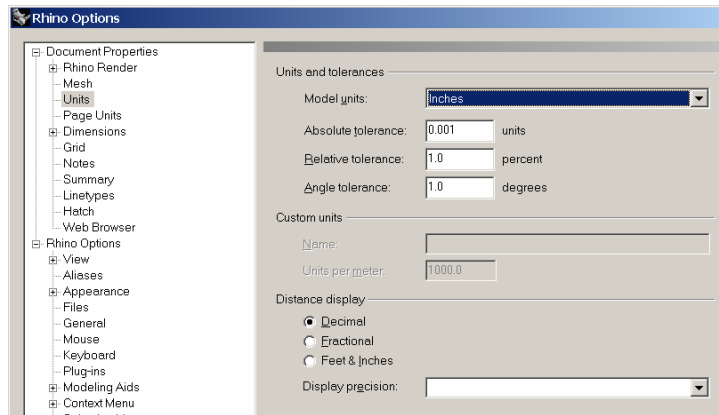 Rhino Options
Document Properties
Rhino Render
Mesh
Units
Page Units
Dimensions
Grid
Notes
Summary
Linetypes
Hatch
Web Browser
Rhino Options
View
Aliases
Appearance
Files
General
Mouse
Keyboard
Plug-ins
Modeling Aids
Context Menu
Units and tolerances
Model units: Inches
Absolute tolerance: 0.001 units
Relative tolerance: 1.0 percent
Angle tolerance: 1.0 degrees
Custom units
Name:
Units per meter: 1000.0
Distance display
Decimal
Fractional
Feet & Inches
Display precision: